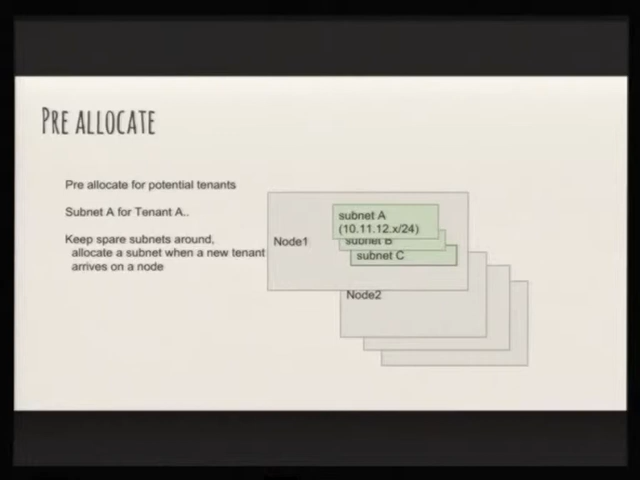 PRE ALLOCATE
Pre allocate for potential tenants
Subnet A for Tenant A..
Keep spare subnets around,
allocate a subnet when a new tenant
arrives on a node
Node1
subnet A
(10.11.12.x/24)
subnet B
subnet C
Node2